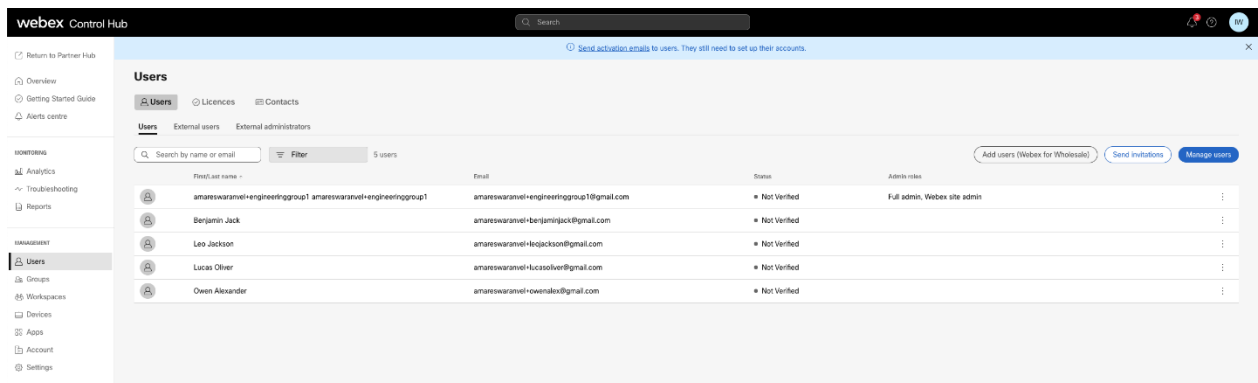 webex Control Hub
Search
3
IW
Return to Partner Hub
Overview
Getting Started Guide
Alerts centre
MONITORING
Analytics
Troubleshooting
Reports
MANAGEMENT
Users
Groups
Workspaces
Devices
Apps
Account
Settings
Send activation emails to users. They still need to set up their accounts.
Users
Users Licences Contacts
Users External users External administrators
Search by name or email Filter 5 users Add users (Webex for Wholesale) Send invitations Manage users
First/Last name Email Status Admin roles
amareswaranvel+engineeringgroup1 amareswaranvel+engineeringgroup1 amareswaranvel+engineeringgroup1@gmail.com Not Verified Full admin, Webex site admin
Benjamin Jack amareswaranvel+benjaminjack@gmail.com Not Verified
Leo Jackson amareswaranvel+leojackson@gmail.com Not Verified
Lucas Oliver amareswaranvel+lucasoliver@gmail.com Not Verified
Owen Alexander amareswaranvel+owenalex@gmail.com Not Verified